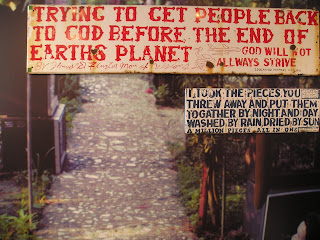 TRYING TO GET PEOPLE BACK
TO GOD BEFORE THE END OF
EARTHS PLANET
GOD WILL NOT
ALLWAYS STRIVE
I TOOK THE PIECES YOU
THREW AWAY AND PUT THEM
TOGATHER BY NIGHT AND DAY
WASHED BY RAIN DRIED BY SUN
A MILLION PIECES ALL IN ONE